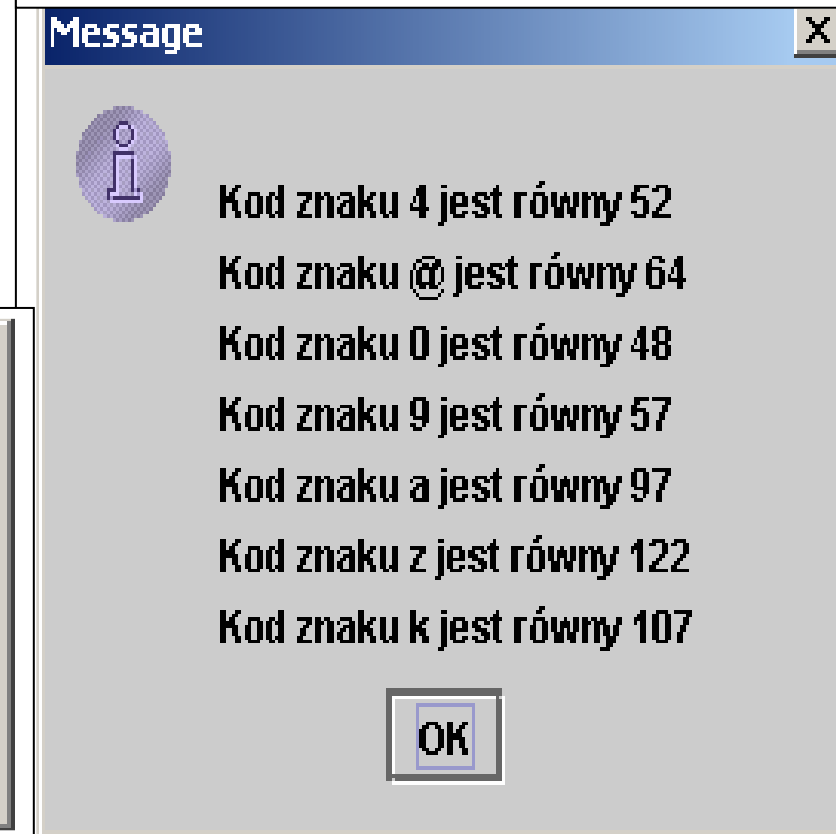 Message
X
Kod znaku 4 jest równy 52
Kod znaku @ jest równy 64
Kod znaku 0 jest równy 48
Kod znaku 9 jest równy 57
Kod znaku a jest równy 97
Kod znaku z jest równy 122
Kod znaku k jest równy 107
OK